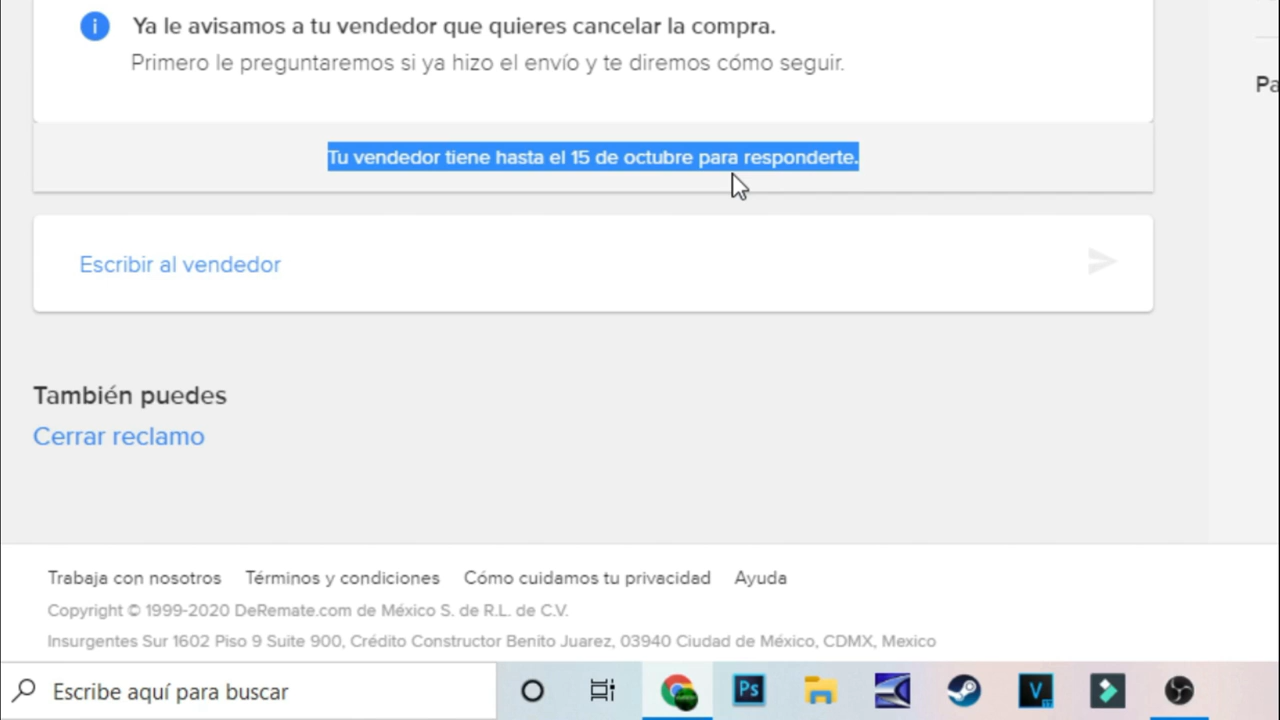 Ya le avisamos a tu vendedor que quieres cancelar la compra.
Primero le preguntaremos si ya hizo el envío y te diremos cómo seguir.
Pa
Tu vendedor tiene hasta el 15 de octubre para responderte.
Escribir al vendedor
También puedes
Cerrar reclamo
Trabaja con nosotros Términos y condiciones Cómo cuidamos tu privacidad Ayuda
Copyright © 1999-2020 DeRemate.com de México S. de R.L. de C.V.
Insurgentes Sur 1602 Piso 9 Suite 900, Crédito Constructor Benito Juarez, 03940 Ciudad de México, CDMX, Mexico
Escribe aquí para buscar
Ps
V